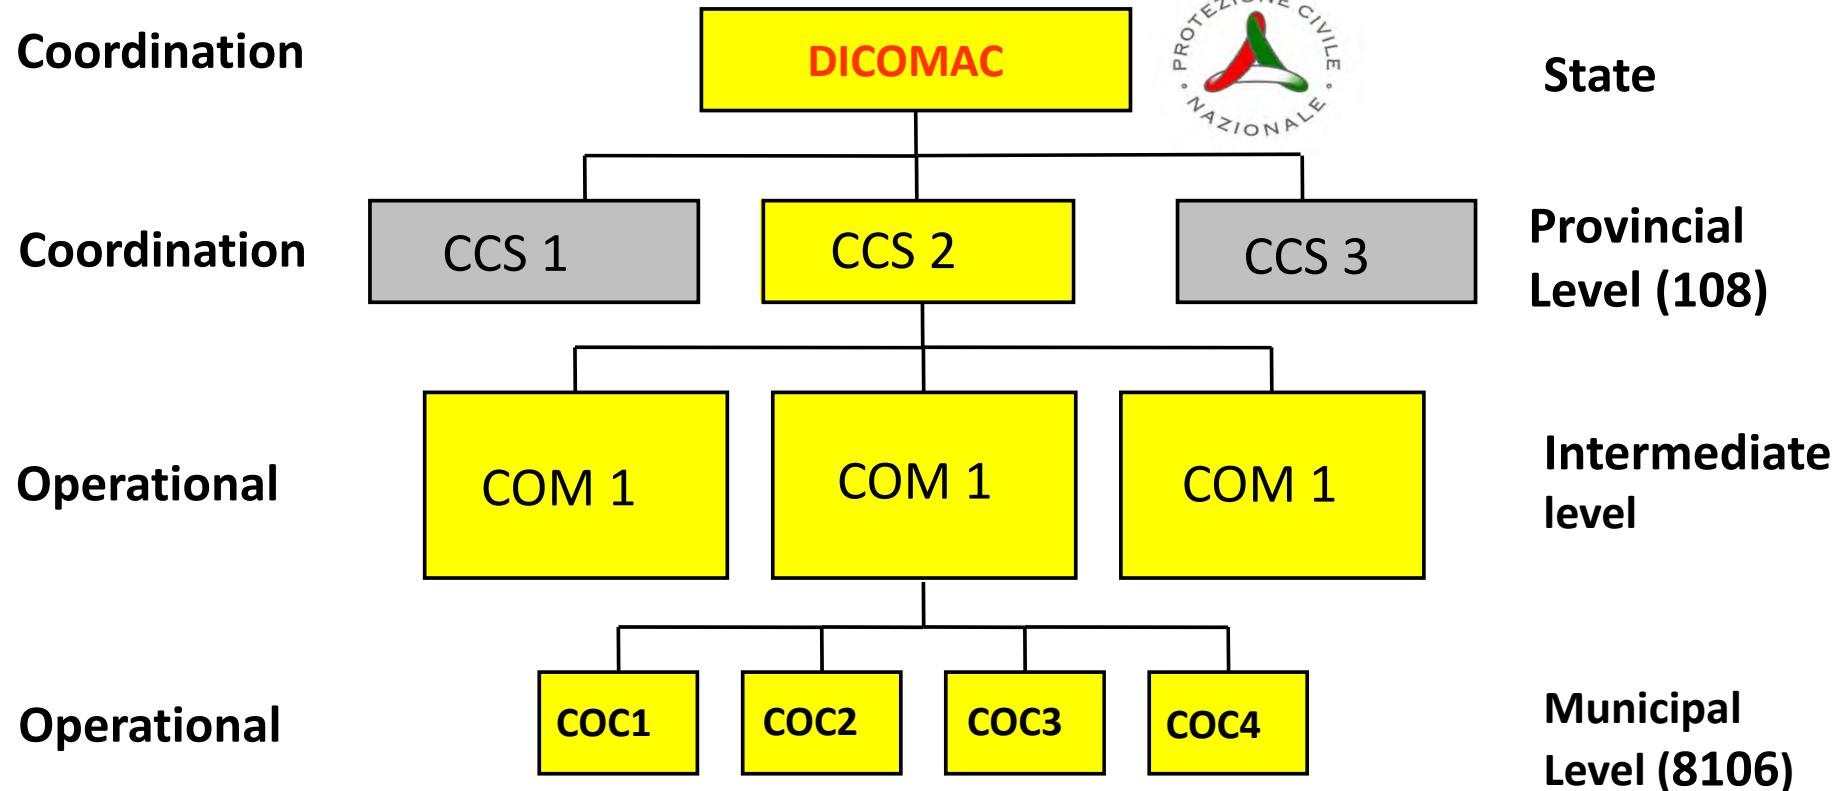 Coordination
DICOMAC
PROTEZIONE CIVILE
NAZIONALE
State
Coordination
CCS 1
CCS 2
CCS 3
Provincial
Level (108)
Operational
COM 1
COM 1
COM 1
Intermediate
level
Operational
COC1
COC2
COC3
COC4
Municipal
Level (8106)